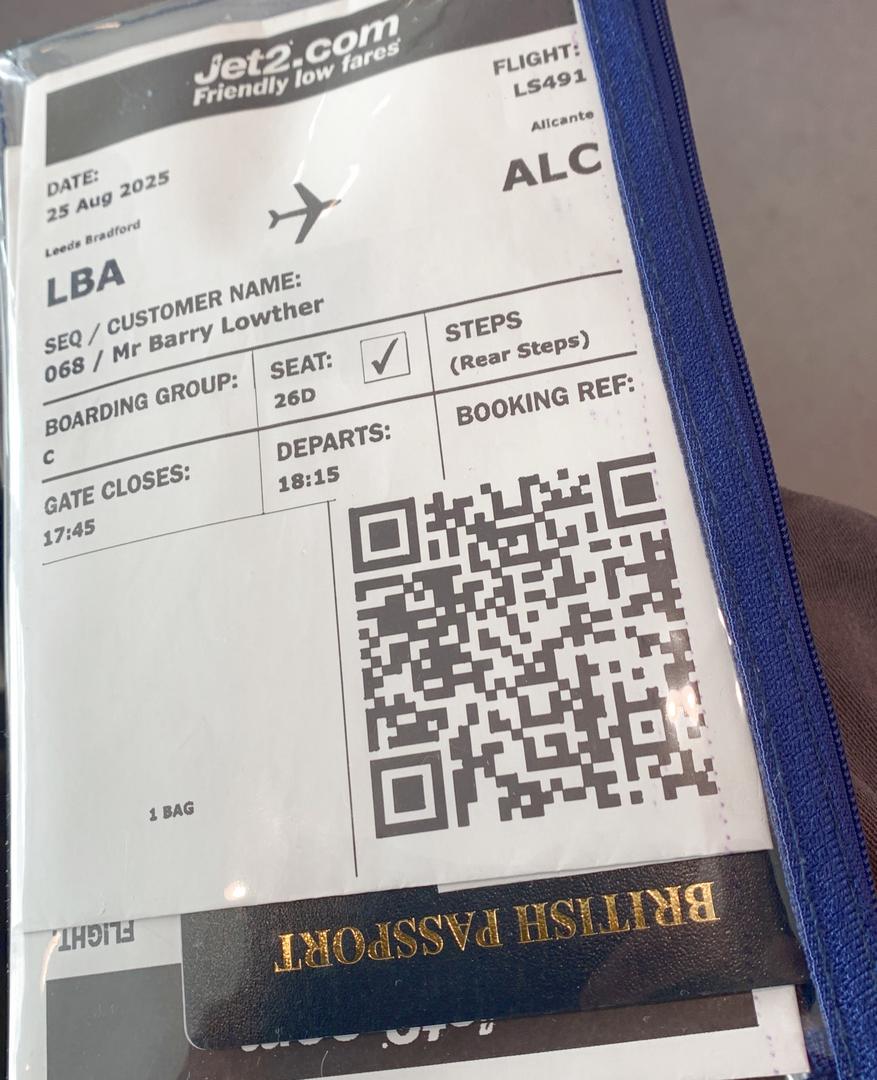 Jet2.com
Friendly low fares
FLIGHT:
LS491
DATE:
25 Aug 2025
Alicante
ALC
Leeds Bradford
LBA
SEQ / CUSTOMER NAME:
068 / Mr Barry Lowther
BOARDING GROUP:
C
SEAT:
26D
STEPS
(Rear Steps)
GATE CLOSES:
17:45
DEPARTS:
18:15
BOOKING REF:
1 BAG
BRITISH PASSPORT
FLIGHT: